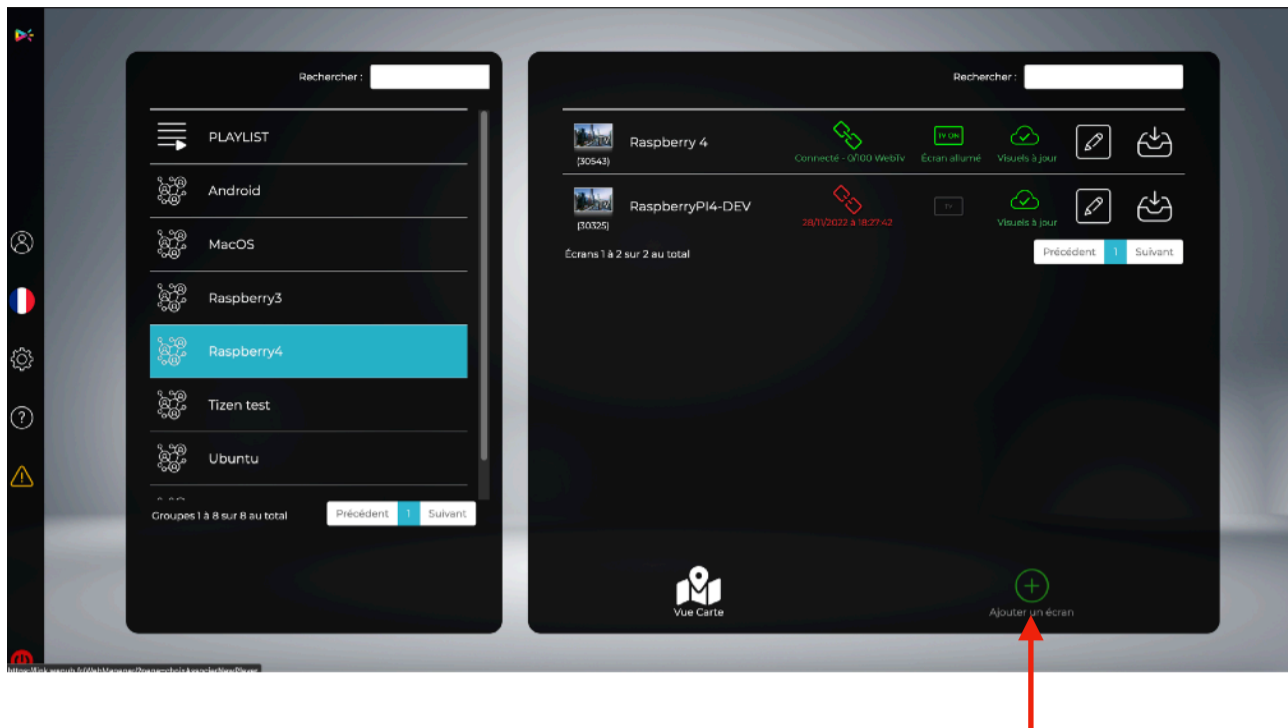 Rechercher :
PLAYLIST
Android
MacOS
Raspberry3
Raspberry4
Tizen test
Ubuntu
Groupes 1 à 8 sur 8 au total
Précédent 1 Suivant
Rechercher :
Raspberry 4
(30543)
Connecté - 0/100 WebTv
TV ON
Écran allumé
Visuels à jour
RaspberryPI4-DEV
(30325)
28/11/2022 à 18:27:42
TV
Visuels à jour
Écrans 1 à 2 sur 2 au total
Précédent 1 Suivant
Vue Carte
Ajouter un écran